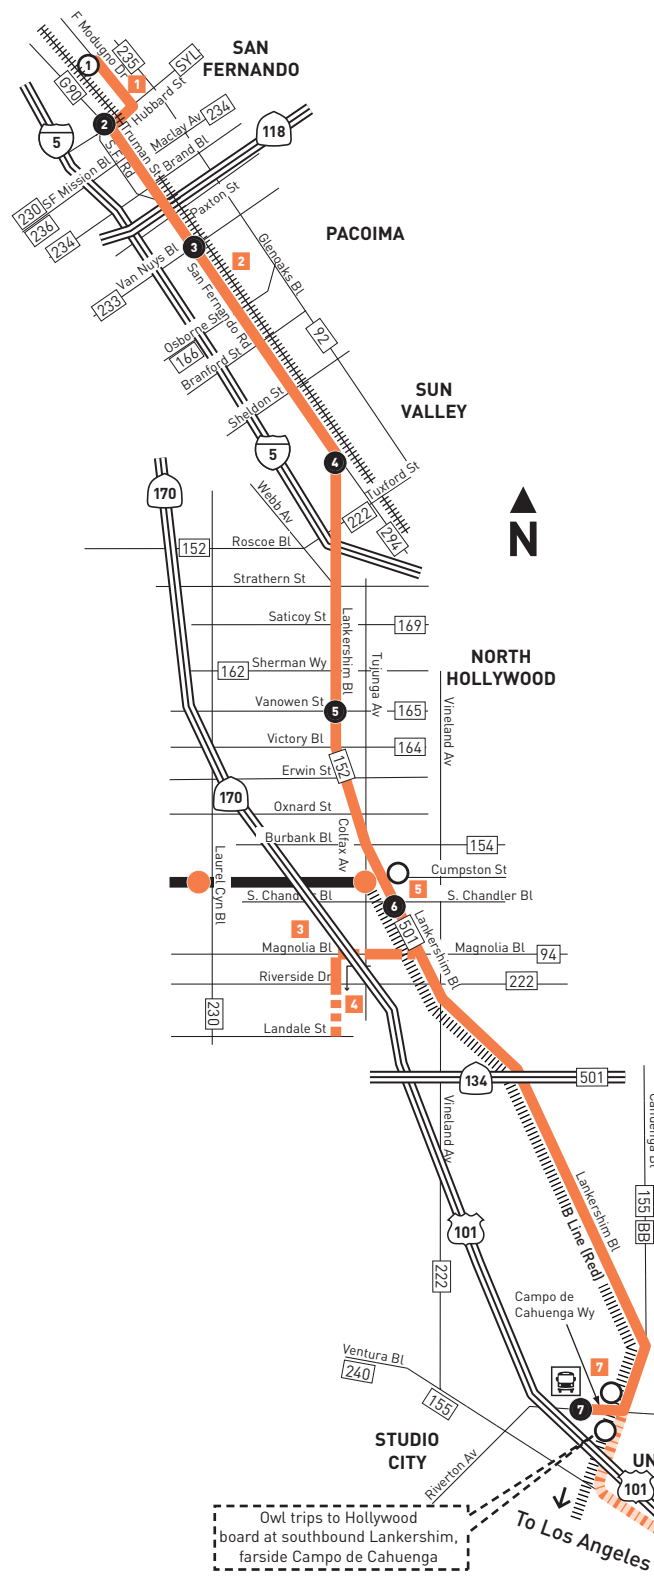 F Modugno Dr
235
SAN
FERNANDO
1
SYL
1
G90
Hubbard St
2
Truman St
Maclay Av
234
5
118
S F Rd
Brand Bl
SF Mission Bl
230
236
234
Paxton St
PACOIMA
3
Van Nuys Bl
2
Glenoaks Bl
233
San Fernando Rd
Osborne St
166
92
Branford St
SUN
VALLEY
Sheldon St
5
4
170
Webb Av
Tuxford St
222
N
294
152
Roscoe Bl
Strathern St
Saticoy St
Lankershim Bl
169
NORTH
HOLLYWOOD
162
Sherman Wy
Tujunga Av
Vanowen St
5
165
Vineland Av
Victory Bl
164
152
Erwin St
170
Oxnard St
Burbank Bl
Colfax Av
154
Laurel Cyn Bl
Cumpston St
S. Chandler Bl
5
S. Chandler Bl
6
3
501
Lankershim Bl
Magnolia Bl
Magnolia Bl
94
Riverside Dr
222
4
230
Landale St
134
501
Vineland Av
Cahuenga Bl
Lankershim Bl
155
BB
101
B Line (Red)
222
Campo de
Cahuenga Wy
Ventura Bl
240
7
155
7
STUDIO
CITY
Riverton Av
UN
101
Owl trips to Hollywood
board at southbound Lankershim,
farside Campo de Cahuenga
To Los Angeles